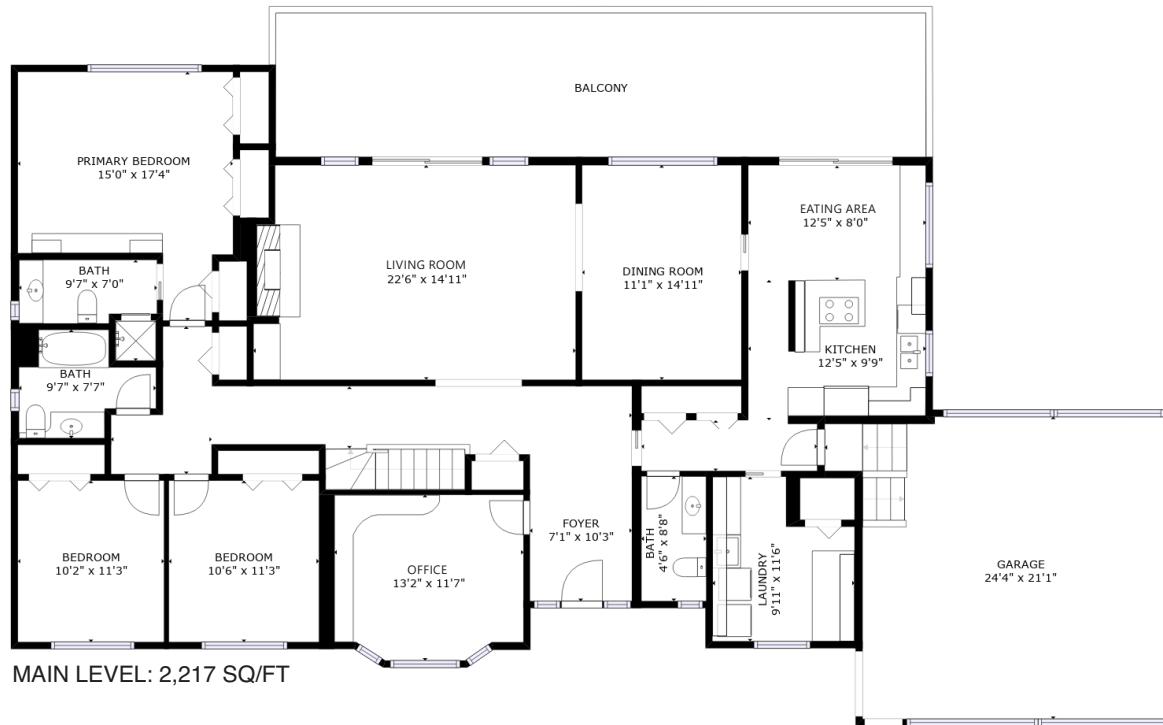 BALCONY
PRIMARY BEDROOM
15'0" x 17'4"
EATING AREA
12'5" x 8'0"
LIVING ROOM
22'6" x 14'11"
DINING ROOM
11'1" x 14'11"
BATH
9'7" x 7'0"
KITCHEN
12'5" x 9'9"
BATH
9'7" x 7'7"
BEDROOM
10'2" x 11'3"
BEDROOM
10'6" x 11'3"
OFFICE
13'2" x 11'7"
FOYER
7'1" x 10'3"
BATH
4'6" x 8'8"
LAUNDRY
9'11" x 11'6"
GARAGE
24'4" x 21'1"
MAIN LEVEL: 2,217 SQ/FT